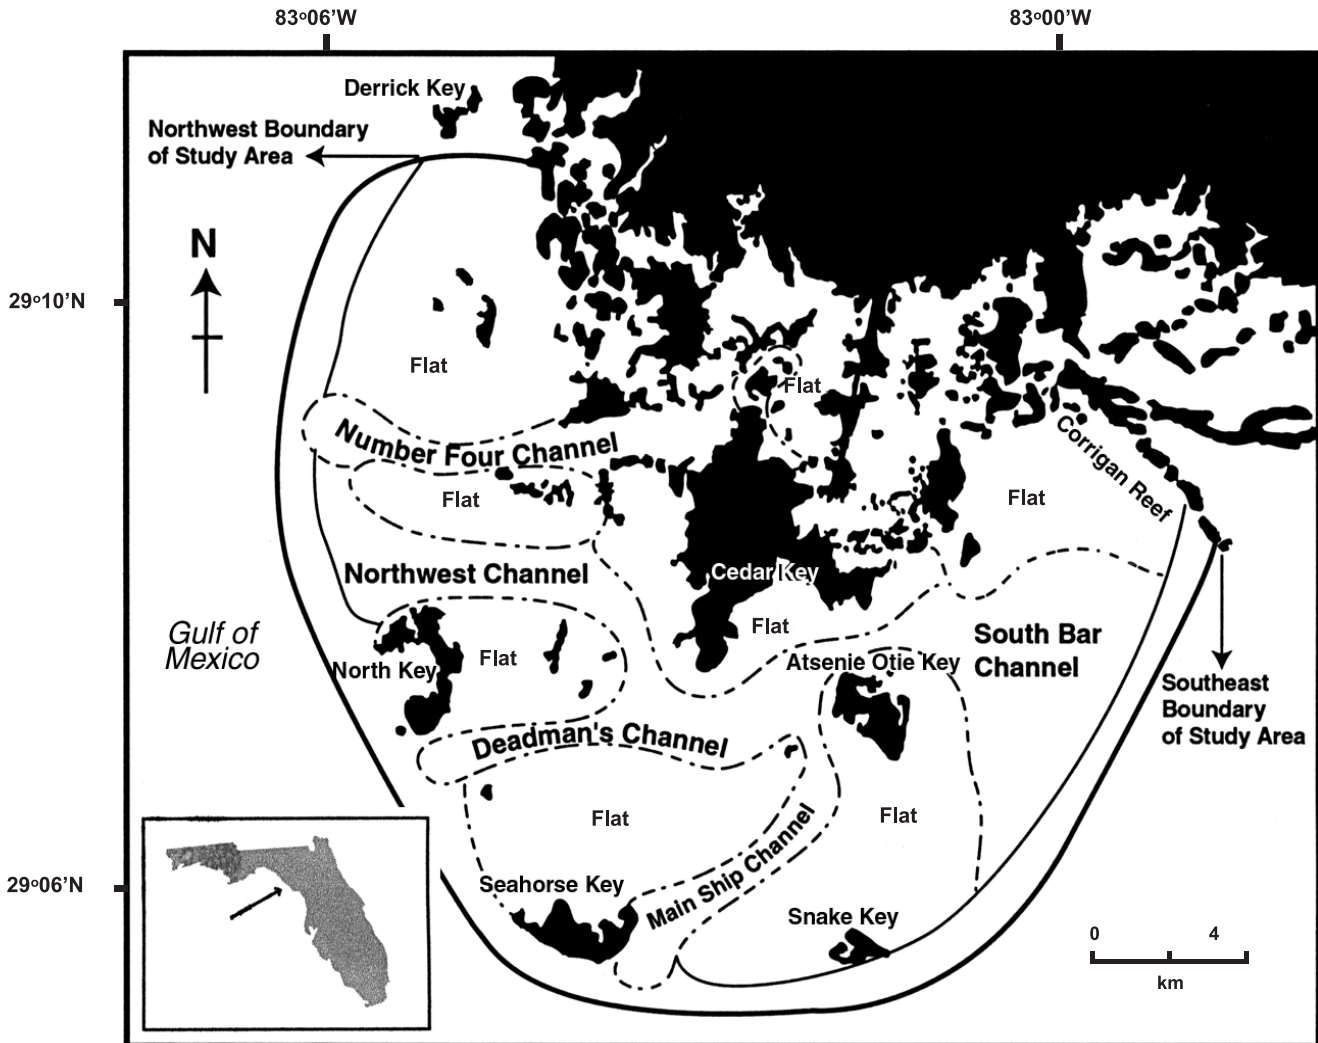 83°06'W
83°00'W
Derrick Key
Northwest Boundary
of Study Area
N
29°10'N
Flat
Flat
Number Four Channel
Corrigan Reef
Flat
Flat
Northwest Channel
Cedar Key
Gulf of
Mexico
Flat
South Bar
Channel
North Key
Flat
Atsenie Otie Key
Southeast
Boundary
of Study Area
Deadman's Channel
Flat
Flat
Main Ship Channel
29°06'N
Seahorse Key
Snake Key
0
4
km